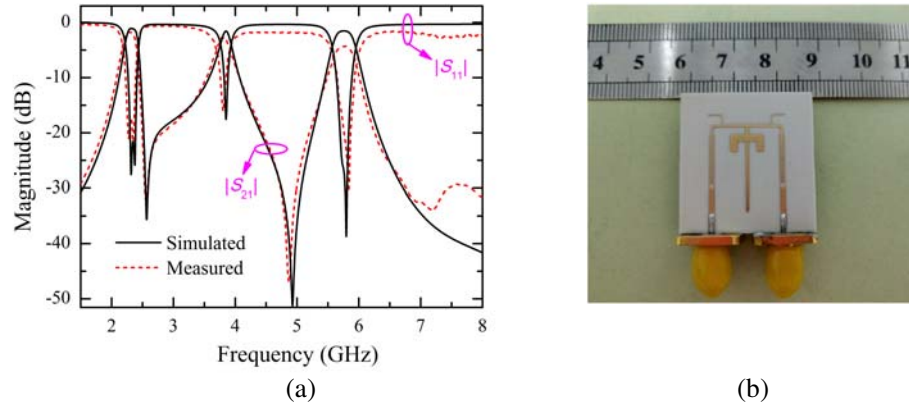 0
-10
-20
-30
-40
-50
Magnitude (dB)
|S11|
|S21|
Simulated
Measured
2 3 4 5 6 7 8
Frequency (GHz)
(a)
4 5 6 7 8 9 10 11
(b)